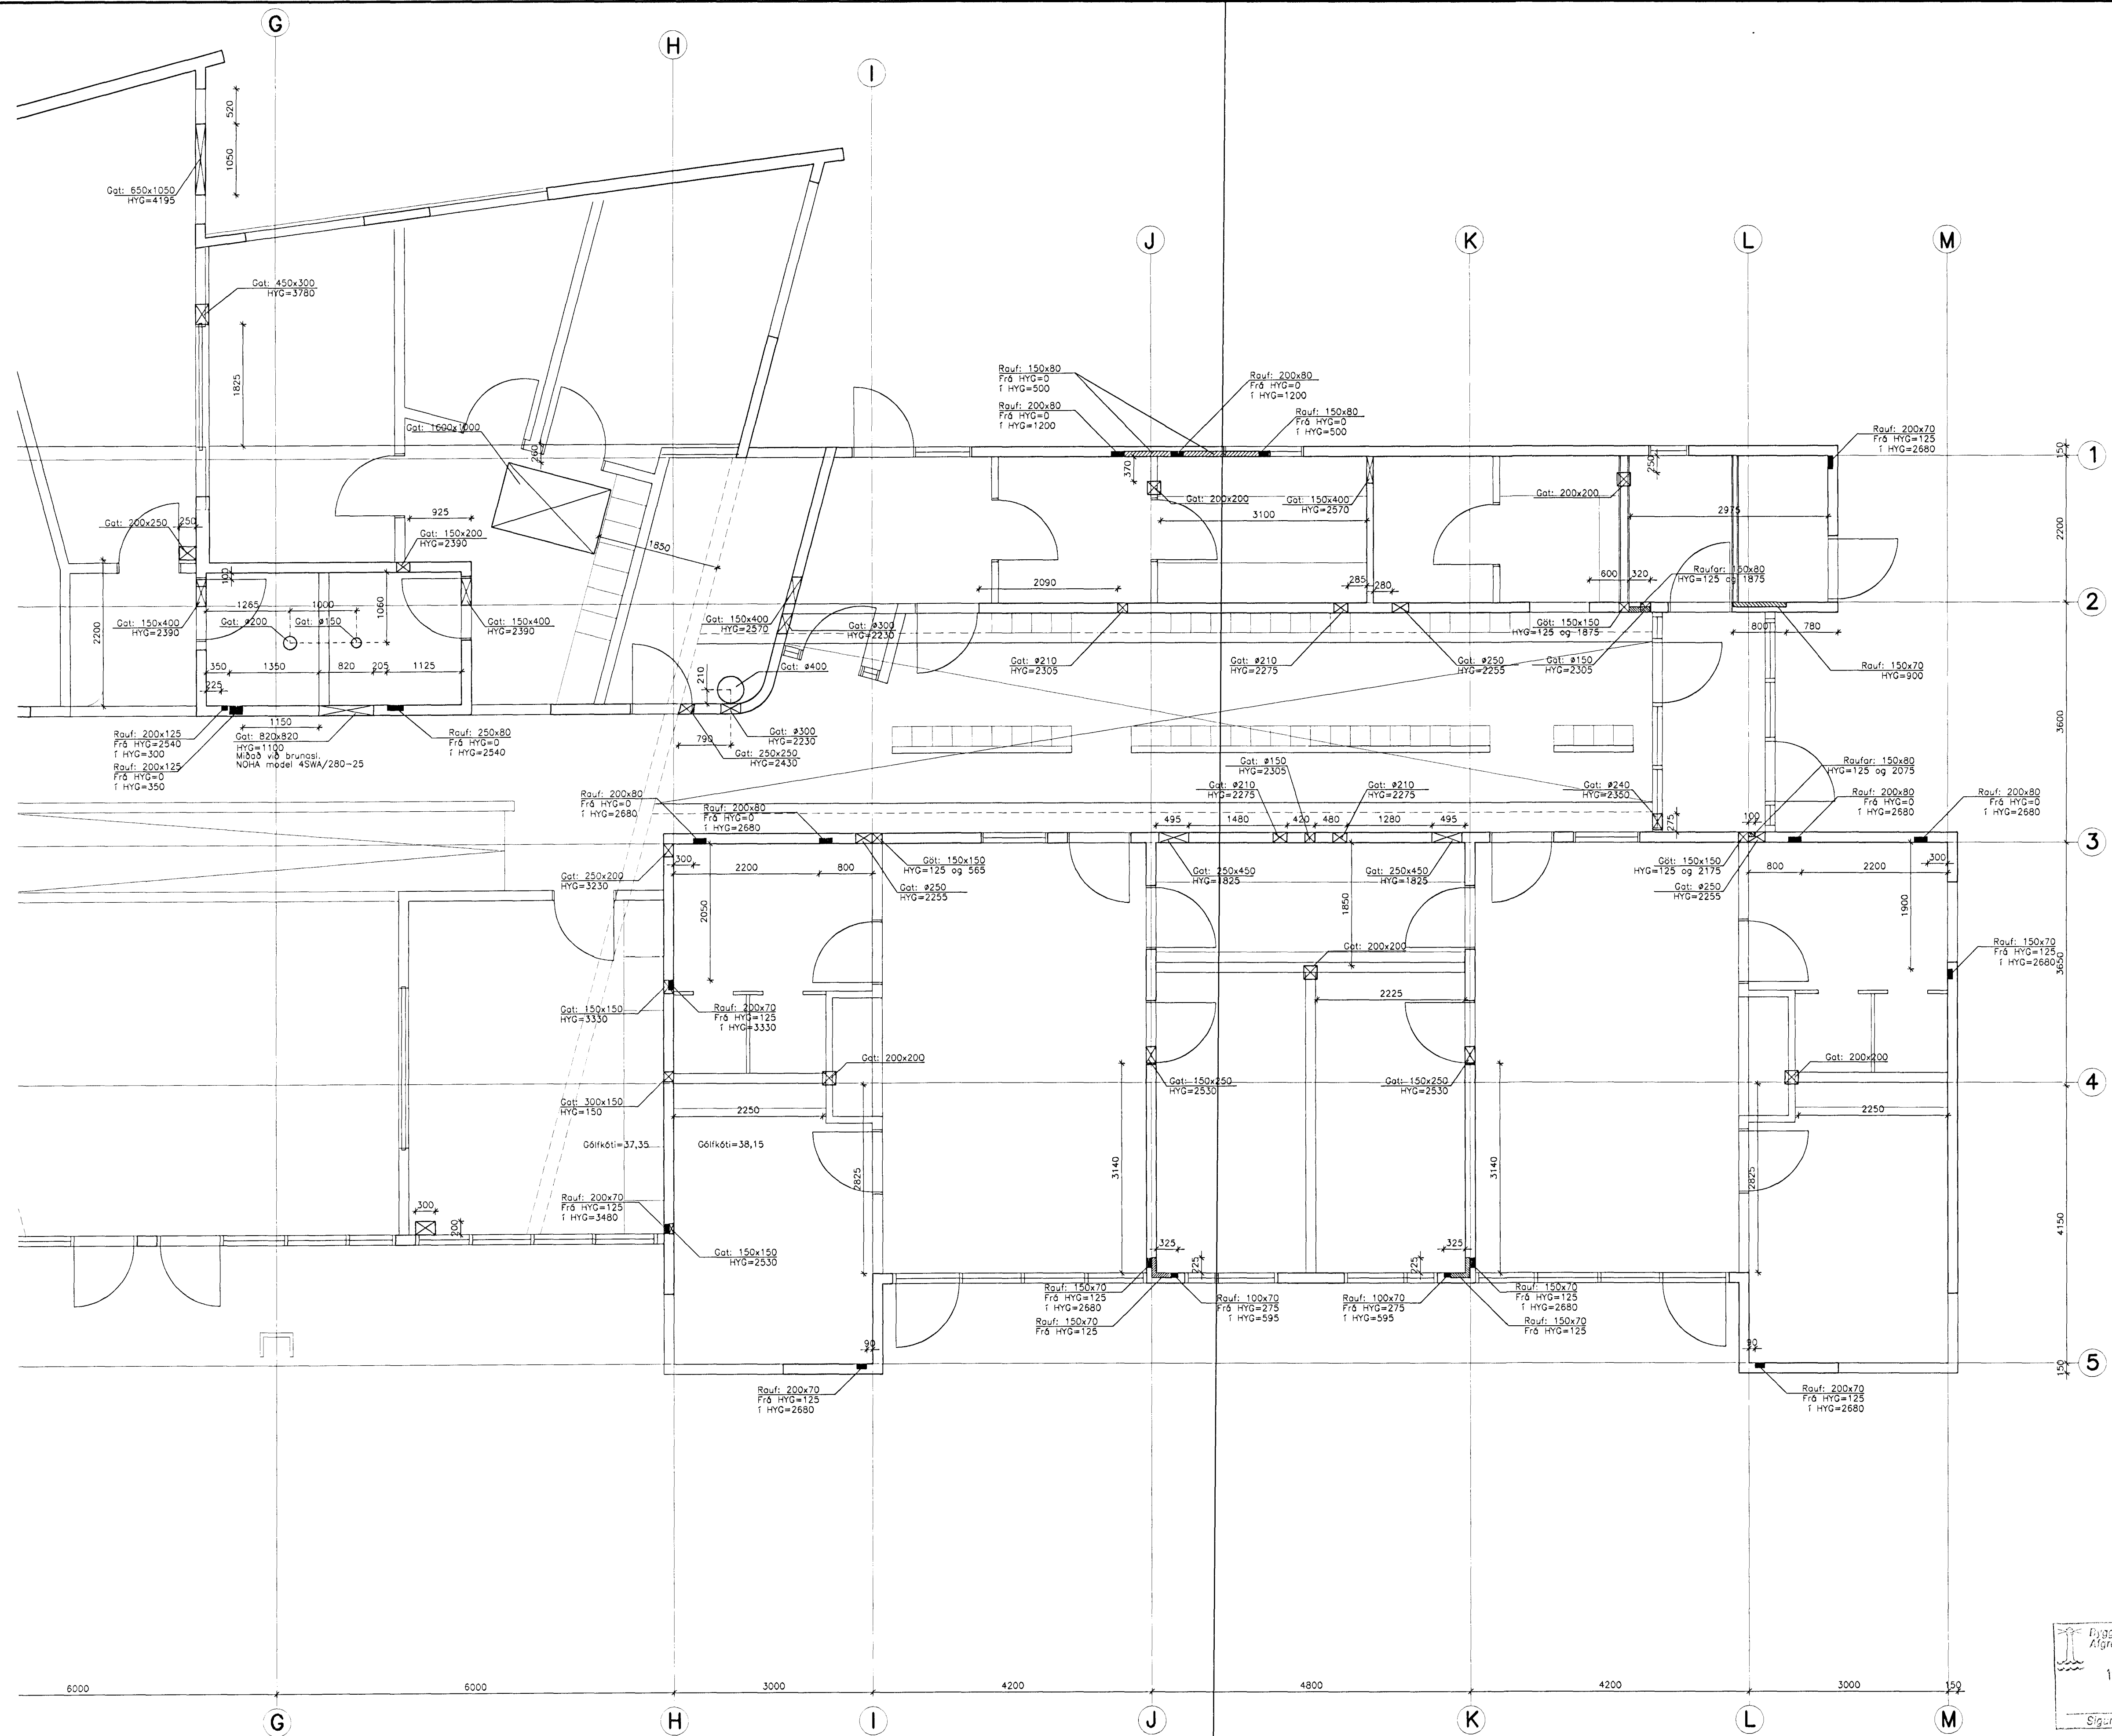 G
H
I
J
K
L
M
520
1050
Gat: 650x1050
HYG=4195
Gat: 450x300
HYG=3780
1825
Gat: 1600x1000
260
Gat: 200x250
250
925
Gat: 150x200
HYG=2390
1850
2200
100
1265
1000
1060
Gat: 150x400
HYG=2390
Gat: ø200
Gat: ø150
Gat: 150x400
HYG=2390
350
1350
820
205
1125
225
1150
Rauf: 200x125
Frá HYG=2540
í HYG=300
Rauf: 200x125
Frá HYG=0
í HYG=350
Gat: 820x820
HYG=1100
Miðað við brunasl.
NOHA model 4SWA/280-25
Rauf: 250x80
Frá HYG=0
í HYG=2540
Gat: 150x400
HYG=2570
Gat: ø300
HYG=2230
Gat: ø400
210
790
Gat: ø300
HYG=2230
Gat: 250x250
HYG=2430
Rauf: 150x80
Frá HYG=0
í HYG=500
Rauf: 200x80
Frá HYG=0
í HYG=1200
Rauf: 200x80
Frá HYG=0
í HYG=1200
Rauf: 150x80
Frá HYG=0
í HYG=500
Rauf: 200x70
Frá HYG=125
í HYG=2680
150
1
370
250
Gat: 200x200
Gat: 150x400
HYG=2570
Gat: 200x200
3100
2975
2200
2090
285
280
600
320
Raufar: 150x80
HYG=125 og 1875
2
Gat: ø210
HYG=2305
Gat: ø210
HYG=2275
Gat: ø250
HYG=2255
Göt: 150x150
HYG=125 og 1875
Gat: ø150
HYG=2305
800
780
Rauf: 150x70
HYG=900
3600
Rauf: 200x80
Frá HYG=0
í HYG=2680
Rauf: 200x80
Frá HYG=0
í HYG=2680
Gat: ø150
HYG=2305
Gat: ø210
HYG=2275
Gat: ø210
HYG=2275
Gat: ø240
HYG=2350
Raufar: 150x80
HYG=125 og 2075
Rauf: 200x80
Frá HYG=0
í HYG=2680
Rauf: 200x80
Frá HYG=0
í HYG=2680
495
1480
420
480
1280
495
275
100
3
Gat: 250x200
HYG=3230
300
2200
800
Göt: 150x150
HYG=125 og 565
Gat: ø250
HYG=2255
2050
Gat: 250x450
HYG=1825
Gat: 250x450
HYG=1825
1850
Göt: 150x150
HYG=125 og 2175
Gat: ø250
HYG=2255
800
2200
300
1900
Gat: 200x200
2225
Rauf: 150x70
Frá HYG=125
í HYG=2680
3650
Gat: 150x150
HYG=3330
Rauf: 200x70
Frá HYG=125
í HYG=3330
Gat: 200x200
Gat: 200x200
Gat: 150x250
HYG=2530
Gat: 150x250
HYG=2530
4
Gat: 300x150
HYG=150
2250
2250
Gólfkóti=37,35
Gólfkóti=38,15
2825
3140
3140
2825
Rauf: 200x70
Frá HYG=125
í HYG=3480
Gat: 150x150
HYG=2530
300
200
4150
325
225
225
325
Rauf: 150x70
Frá HYG=125
í HYG=2680
Rauf: 150x70
Frá HYG=125
Rauf: 100x70
Frá HYG=275
í HYG=595
Rauf: 100x70
Frá HYG=275
í HYG=595
Rauf: 150x70
Frá HYG=125
í HYG=2680
Rauf: 150x70
Frá HYG=125
90
90
150
5
Rauf: 200x70
Frá HYG=125
í HYG=2680
Rauf: 200x70
Frá HYG=125
í HYG=2680
6000
6000
3000
4200
4800
4200
3000
150
G
H
I
J
K
L
M